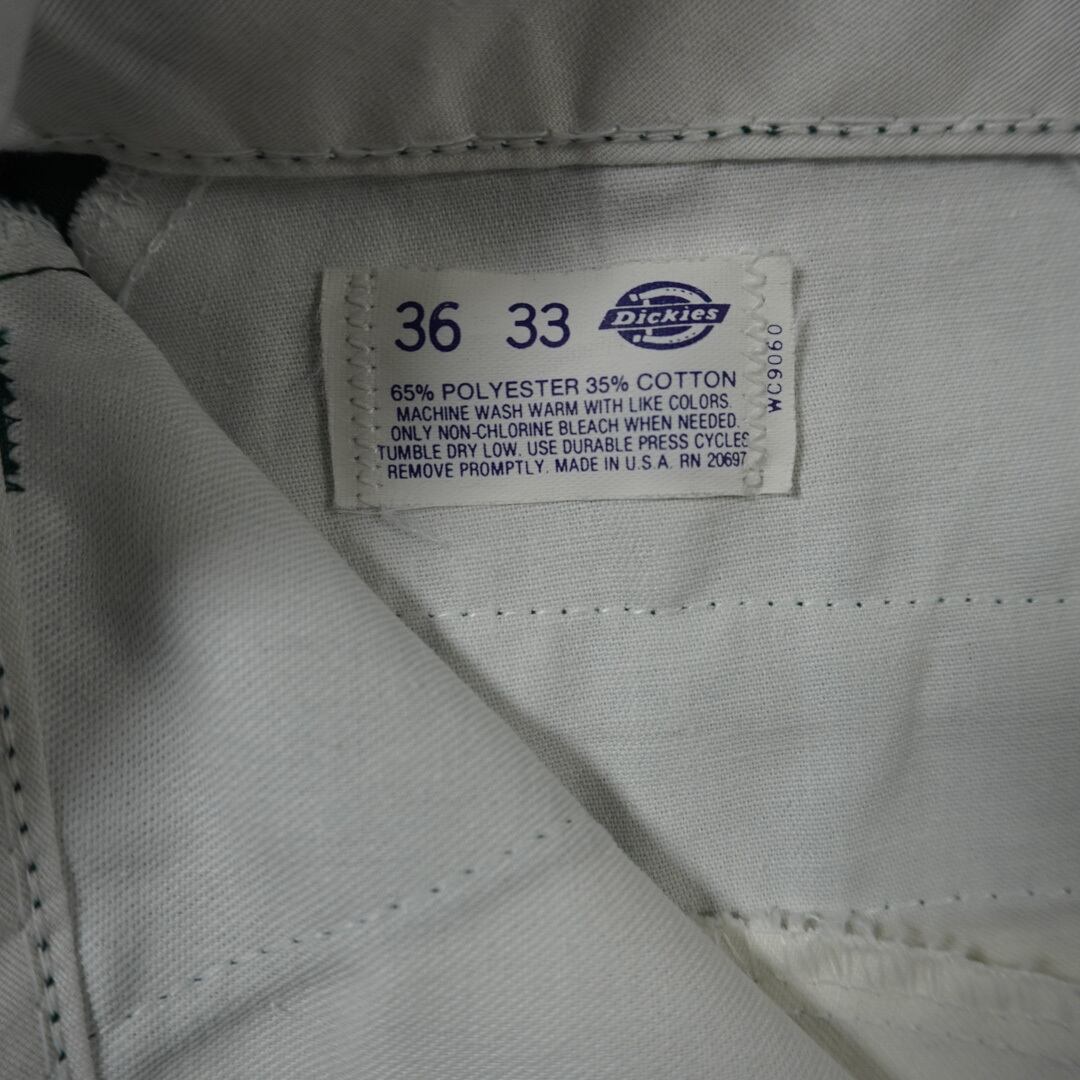 36 33 Dickies
65% POLYESTER 35% COTTON
MACHINE WASH WARM WITH LIKE COLORS.
ONLY NON-CHLORINE BLEACH WHEN NEEDED.
TUMBLE DRY LOW. USE DURABLE PRESS CYCLES
REMOVE PROMPTLY. MADE IN U.S.A. RN 20697
WC9060